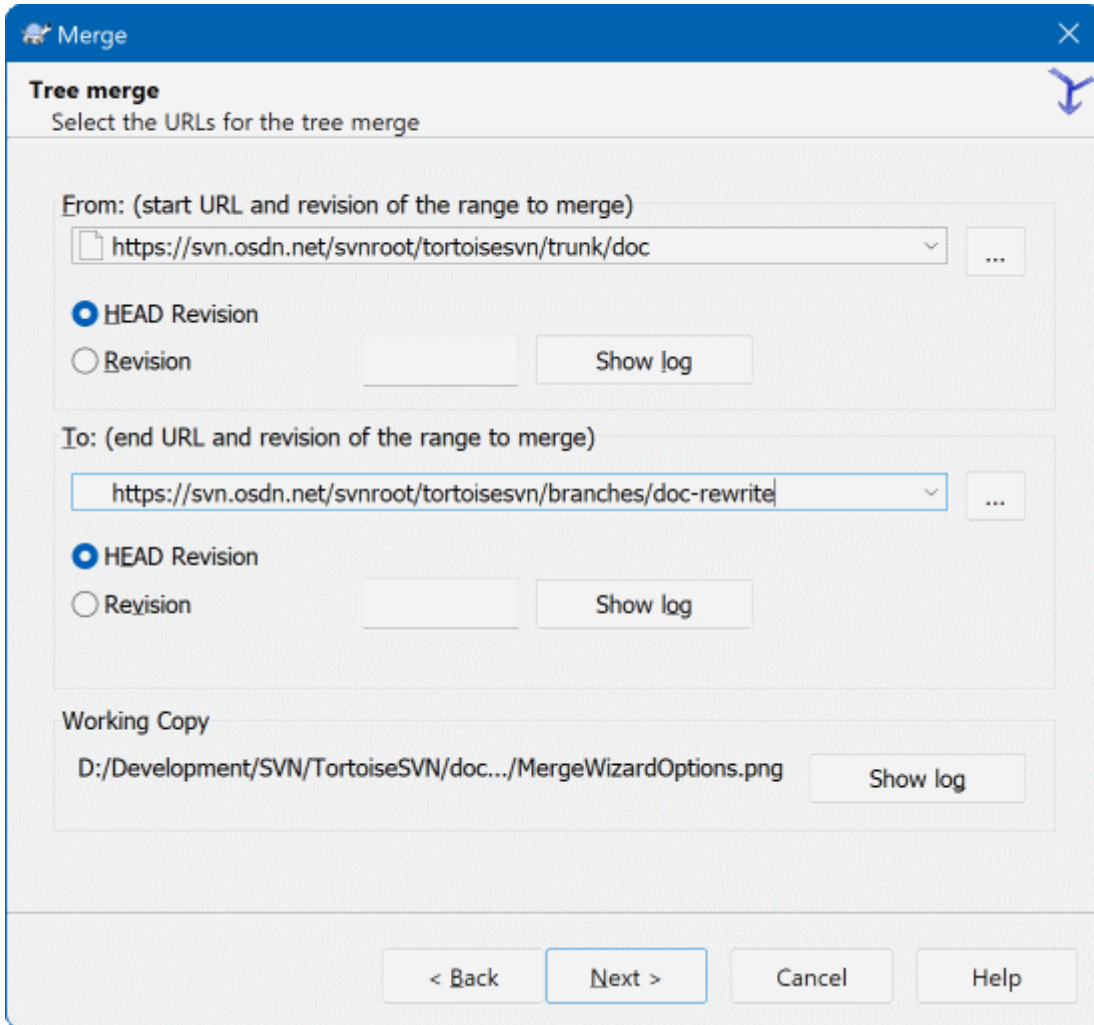 Merge
Tree merge
Select the URLs for the tree merge
From: (start URL and revision of the range to merge)
https://svn.osdn.net/svnroot/tortoisesvn/trunk/doc
...
HEAD Revision
Revision
Show log
To: (end URL and revision of the range to merge)
https://svn.osdn.net/svnroot/tortoisesvn/branches/doc-rewrite
...
HEAD Revision
Revision
Show log
Working Copy
D:/Development/SVN/TortoiseSVN/doc.../MergeWizardOptions.png
Show log
< Back
Next >
Cancel
Help